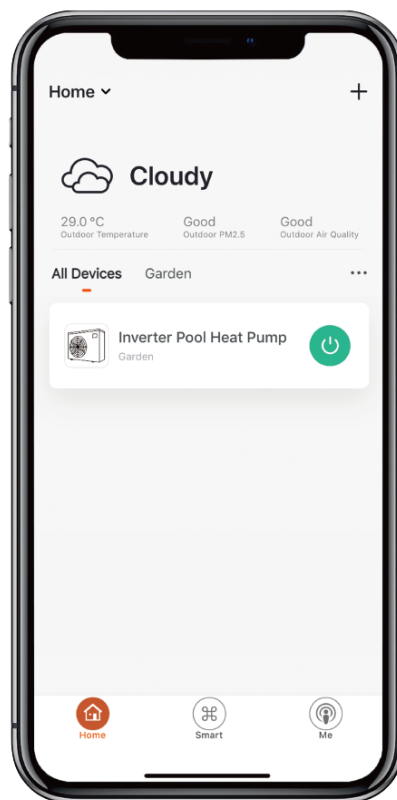 Home
Cloudy
29.0 °C Good Good
Outdoor Temperature Outdoor PM2.5 Outdoor Air Quality
All Devices Garden
Inverter Pool Heat Pump
Garden
Home Smart Me